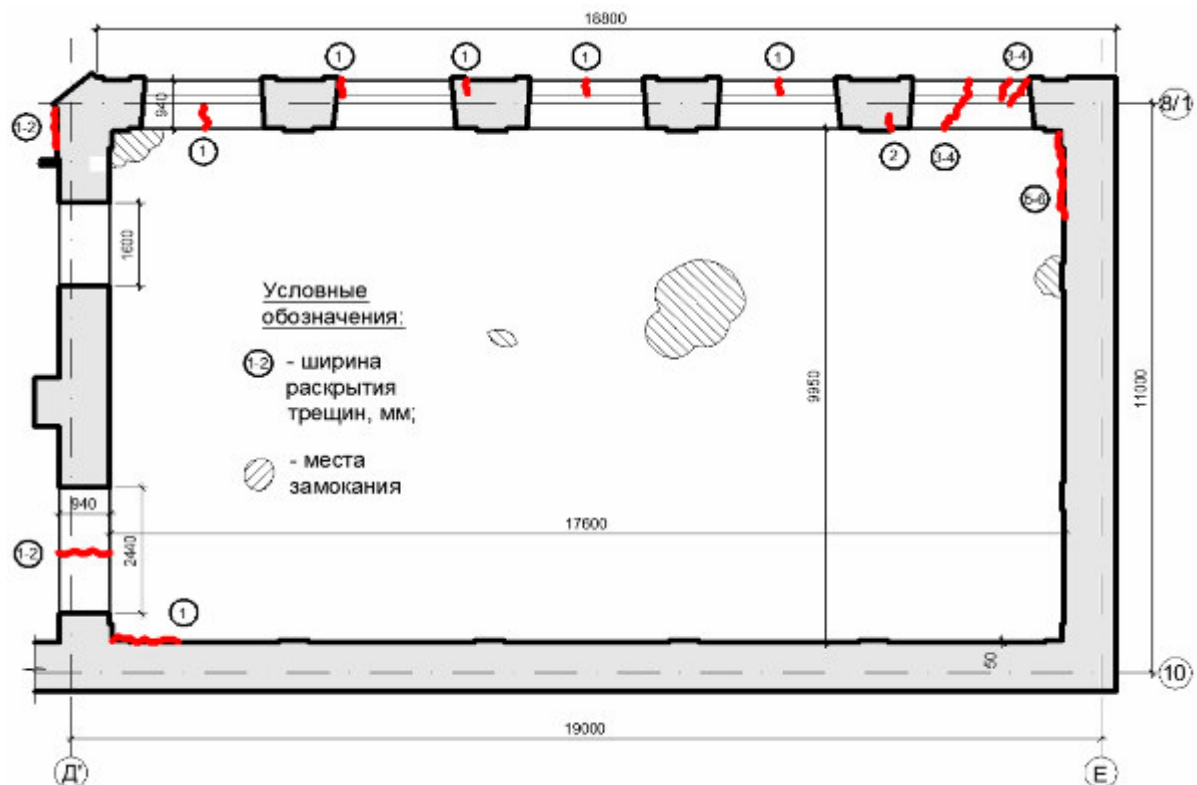 18800
1
1
1
1
3-4
8/1
1-2
940
1
2
3-4
5-6
1600
Условные
обозначения:
1-2 - ширина
раскрытия
трещин, мм;
- места
замокания
9950
11000
940
17600
1-2
2440
1
50
10
19000
Д'
Е